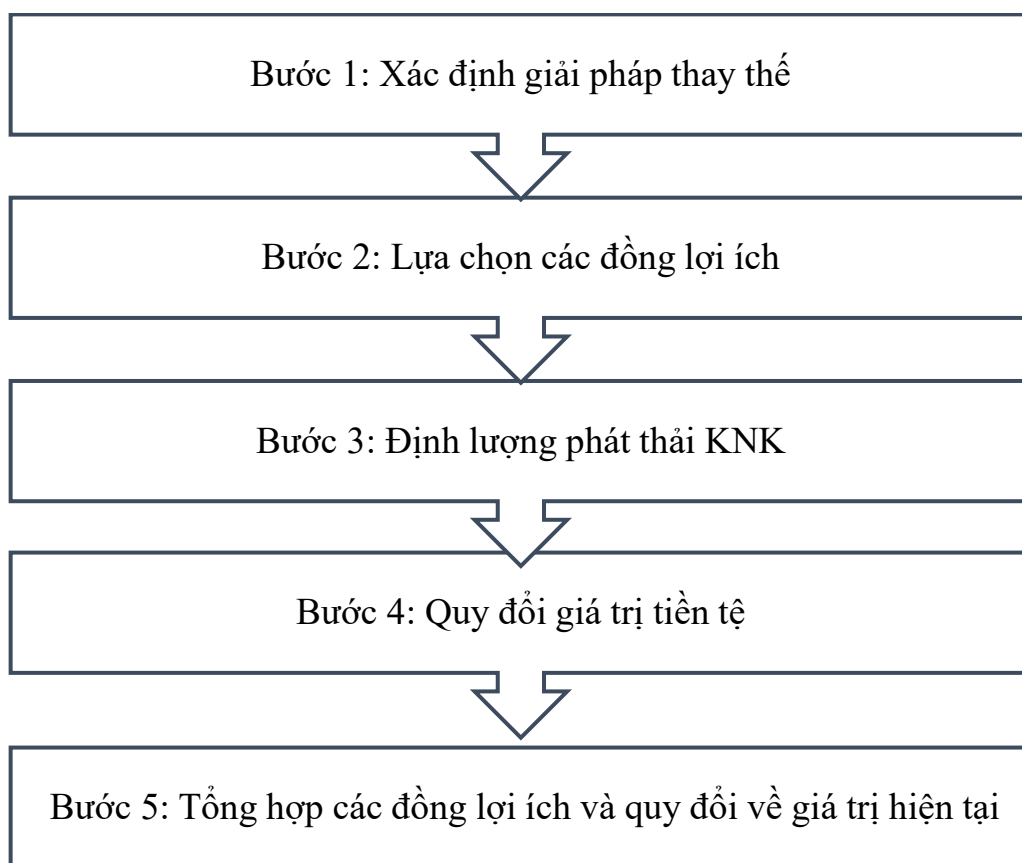 Bước 1: Xác định giải pháp thay thế
Bước 2: Lựa chọn các đồng lợi ích
Bước 3: Định lượng phát thải KNK
Bước 4: Quy đổi giá trị tiền tệ
Bước 5: Tổng hợp các đồng lợi ích và quy đổi về giá trị hiện tại